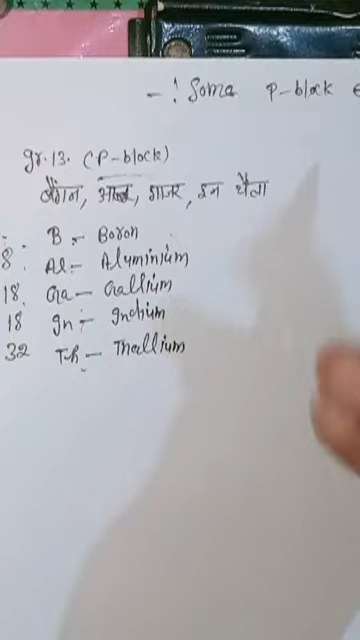 - : Some P-block
gr. 13. (P-block)
बैंगन, आलू, गाजर, इन थैला
B :- Boron
8 : Al :- Aluminium
18. Ga - Gallium
18 In :- Indium
32 Th - Thallium